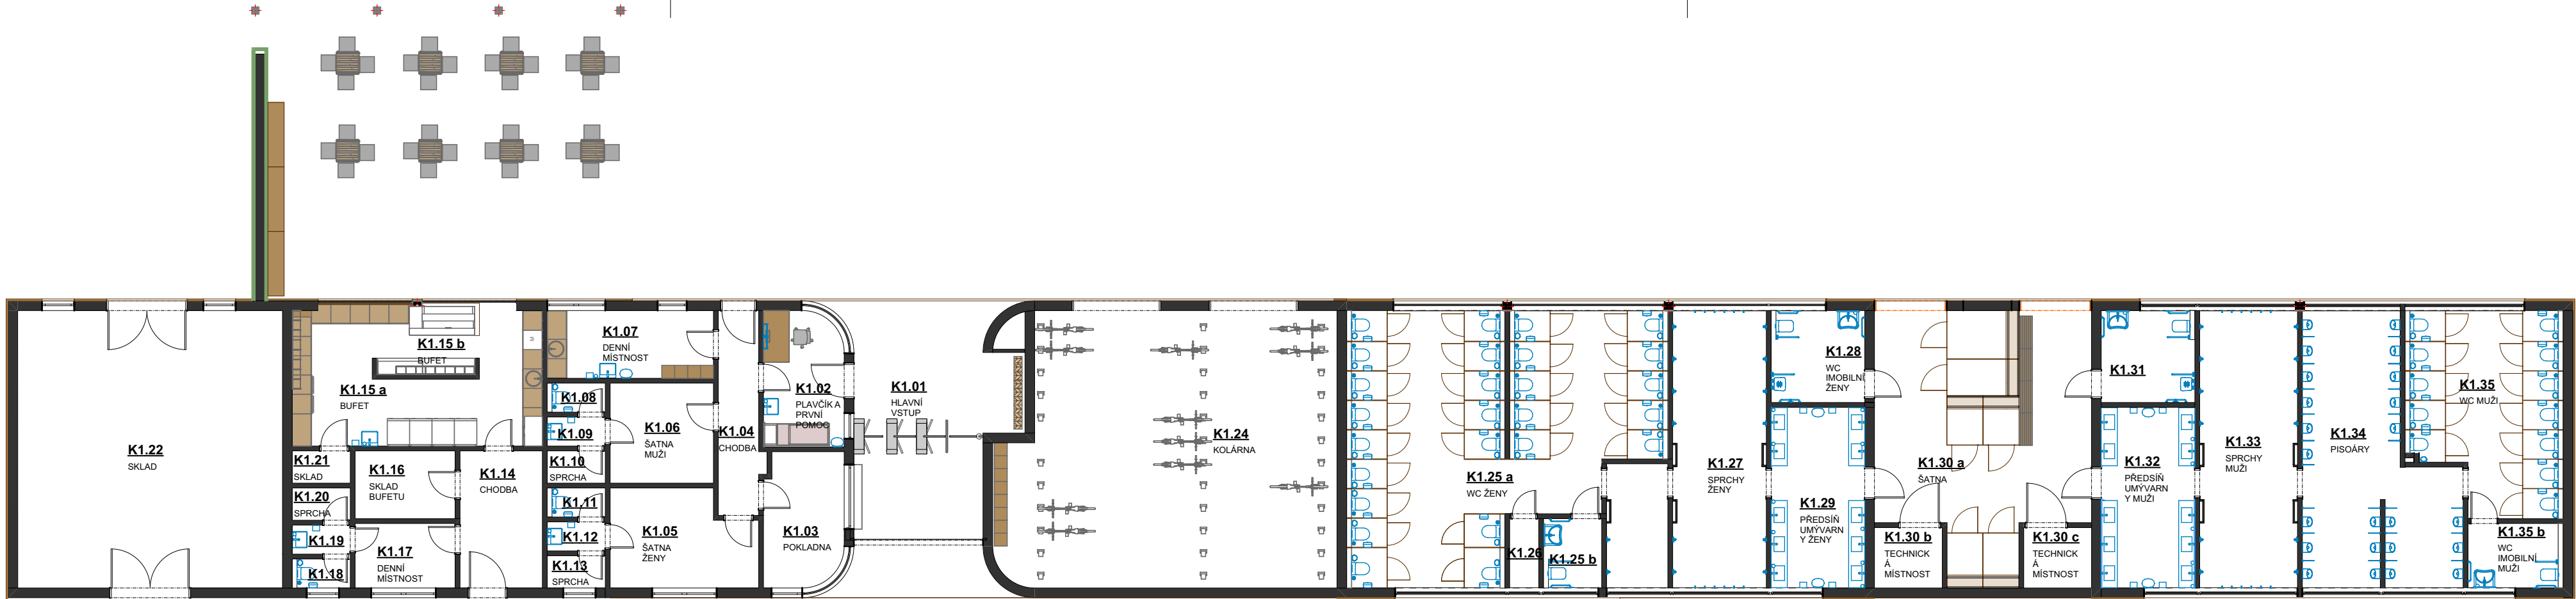 K1.22
SKLAD
K1.15 b
BUFET
K1.15 a
BUFET
K1.21
SKLAD
K1.20
SPRCHA
K1.19
K1.18
K1.16
SKLAD
BUFETU
K1.17
DENNÍ
MÍSTNOST
K1.14
CHODBA
K1.07
DENNÍ
MÍSTNOST
K1.08
K1.09
K1.10
SPRCHA
K1.11
K1.12
K1.13
SPRCHA
K1.06
ŠATNA
MUŽI
K1.05
ŠATNA
ŽENY
K1.04
CHODBA
K1.02
PLAVČÍK A
PRVNÍ
POMOC
K1.03
POKLADNA
K1.01
HLAVNÍ
VSTUP
K1.24
KOLÁRNA
K1.25 a
WC ŽENY
K1.26
K1.25 b
K1.27
SPRCHY
ŽENY
K1.28
WC
IMOBILNÍ
ŽENY
K1.29
PŘEDSÍŇ
UMÝVARN
Y ŽENY
K1.30 a
ŠATNA
K1.30 b
TECHNICK
Á
MÍSTNOST
K1.30 c
TECHNICK
Á
MÍSTNOST
K1.31
K1.32
PŘEDSÍŇ
UMÝVARN
Y MUŽI
K1.33
SPRCHY
MUŽI
K1.34
PISOÁRY
K1.35
WC MUŽI
K1.35 b
WC
IMOBILNÍ
MUŽI